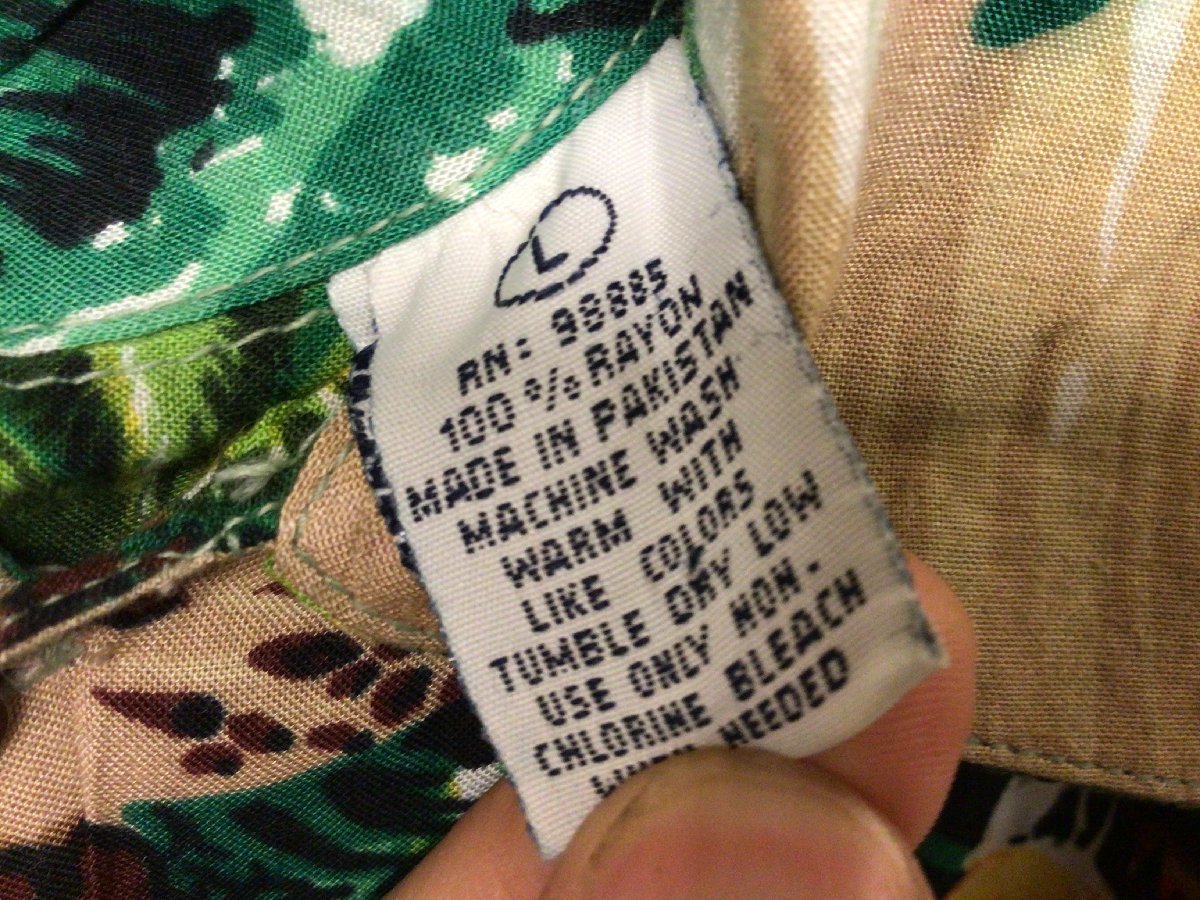 L
RN: 98885
100% RAYON
MADE IN PAKISTAN
MACHINE WASH
WARM WITH
LIKE COLORS
TUMBLE DRY LOW
USE ONLY NON.
CHLORINE BLEACH
NEEDED